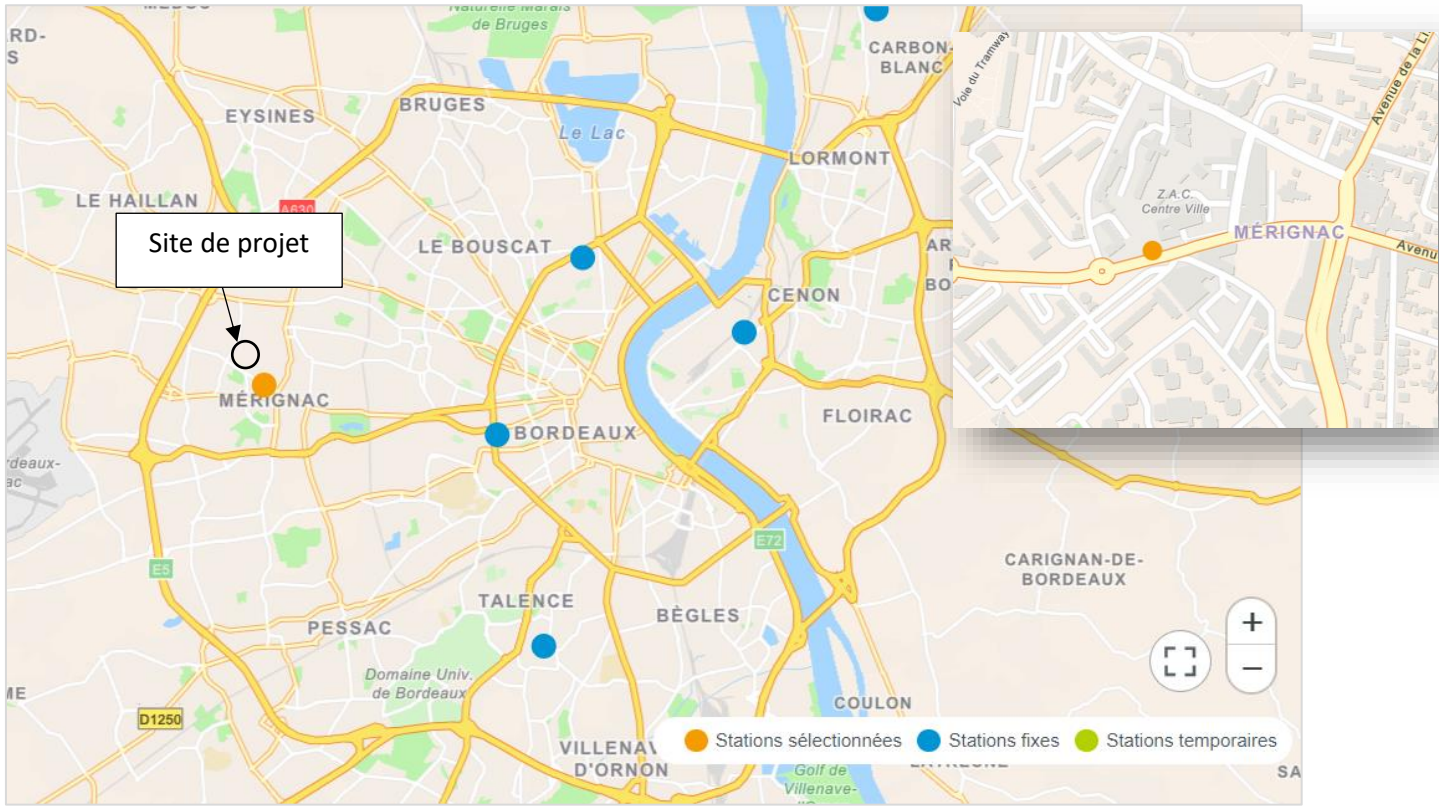 Naturelle Marais
de Bruges
CARBON-
BLANC
RD-
S
EYSINES
BRUGES
Le Lac
LORMONT
LE HAILLAN
A630
Site de projet
LE BOUSCAT
CENON
AR
BO
MÉRIGNAC
BORDEAUX
FLOIRAC
rdeaux-
ac
E5
E72
CARIGNAN-DE-
BORDEAUX
TALENCE
BÈGLES
PESSAC
Domaine Univ.
de Bordeaux
ME
D1250
COULON
VILLENAV
D'ORNON
Golf de
Villenave-
SA
+
−
Stations sélectionnées
Stations fixes
Stations temporaires
Voie du Tramway
Avenue de la Li
Z.A.C.
Centre Ville
MÉRIGNAC
Avenu